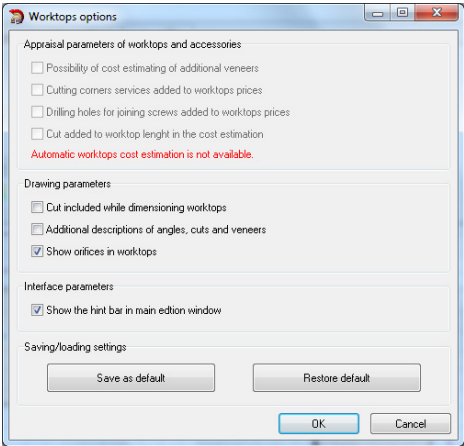 Worktops options
Appraisal parameters of worktops and accessories
Possibility of cost estimating of additional veneers
Cutting corners services added to worktops prices
Drilling holes for joining screws added to worktops prices
Cut added to worktop lenght in the cost estimation
Automatic worktops cost estimation is not available.
Drawing parameters
Cut included while dimensioning worktops
Additional descriptions of angles, cuts and veneers
Show orifices in worktops
Interface parameters
Show the hint bar in main edtion window
Saving/loading settings
Save as default Restore default
OK Cancel